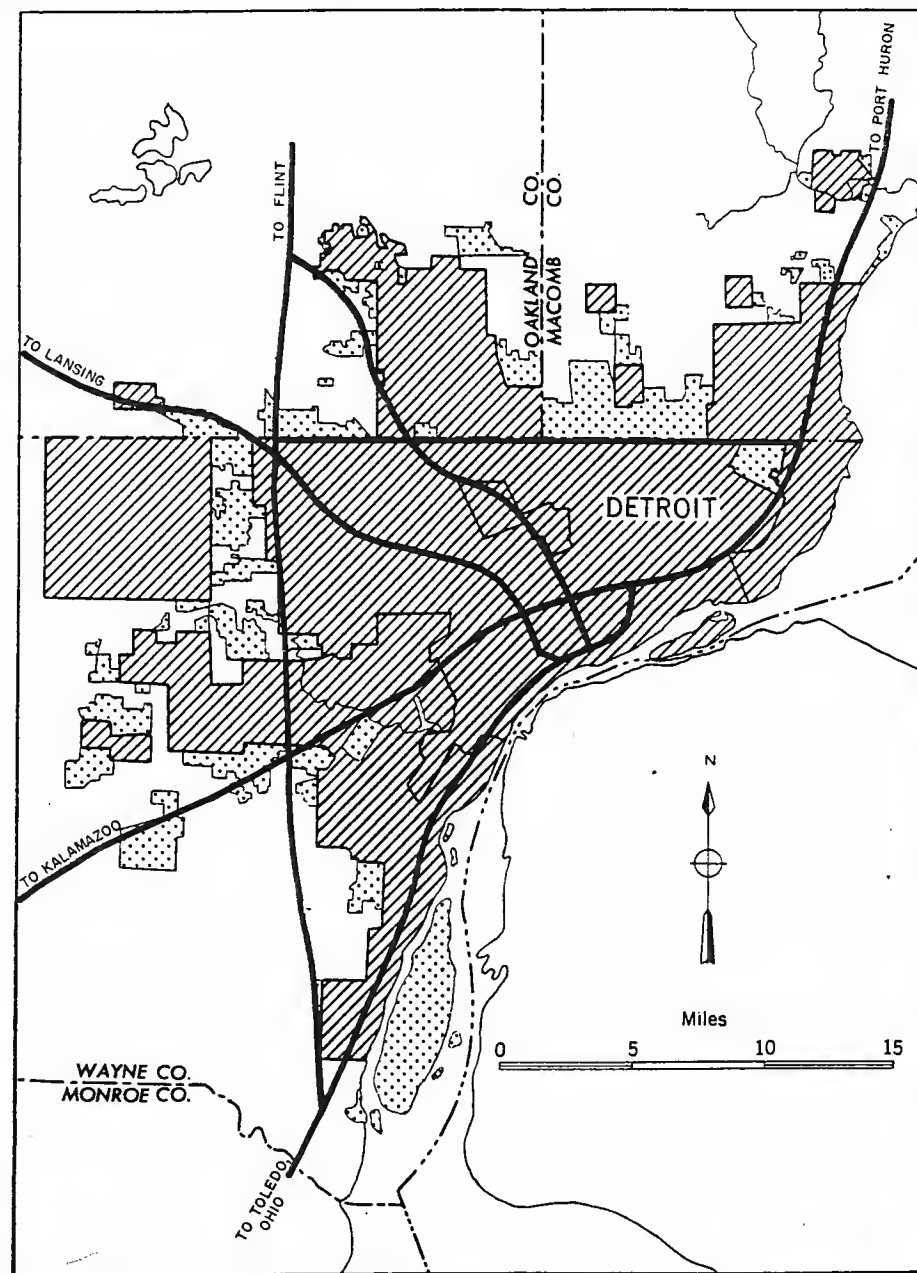 TO PORT HURON
TO FLINT
OAKLAND CO.
MACOMB CO.
TO LANSING
DETROIT
TO KALAMAZOO
N
Miles
0 5 10 15
WAYNE CO.
MONROE CO.
TO TOLEDO,
OHIO